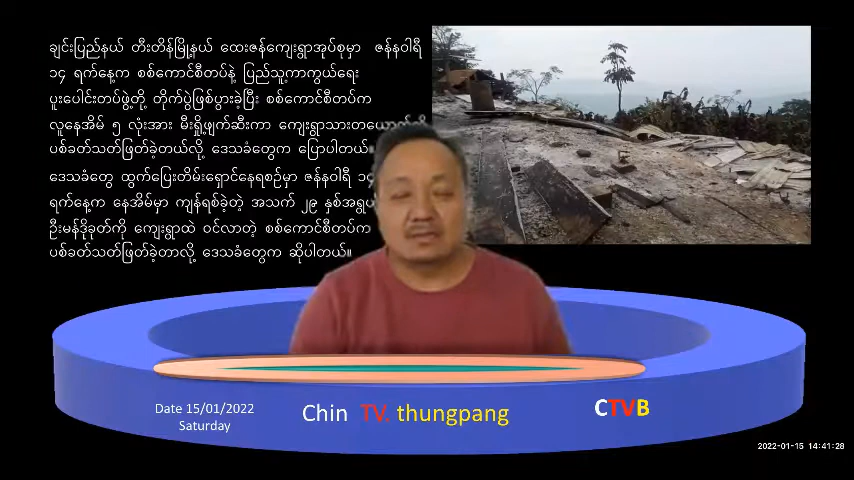 ချင်းပြည်နယ် တီးတိန်မြို့နယ် ထေးဇန်ကျေးရွာအုပ်စုမှာ ဇန်နဝါရီ
၁၄ ရက်နေ့က စစ်ကောင်စီတပ်နဲ့ ပြည်သူ့ကာကွယ်ရေး
ပူးပေါင်းတပ်ဖွဲ့တို့ တိုက်ပွဲဖြစ်ပွားခဲ့ပြီး စစ်ကောင်စီတပ်က
လူနေအိမ် ၅ လုံးအား မီးရှို့ဖျက်ဆီးကာ ကျေးရွာသားတယောက်ကို
ပစ်ခတ်သတ်ဖြတ်ခဲ့တယ်လို့ ဒေသခံတွေက ပြောပါတယ်။
ဒေသခံတွေ ထွက်ပြေးတိမ်းရှောင်နေရစဉ်မှာ ဇန်နဝါရီ ၁၄
ရက်နေ့က နေအိမ်မှာ ကျန်ရစ်ခဲ့တဲ့ အသက် ၂၉ နှစ်အရွယ်
ဦးမန်ဒိုခုတ်ကို ကျေးရွာထဲ ဝင်လာတဲ့ စစ်ကောင်စီတပ်က
ပစ်ခတ်သတ်ဖြတ်ခဲ့တာလို့ ဒေသခံတွေက ဆိုပါတယ်။
Date 15/01/2022
Saturday
Chin TV. thungpang
CTVB
2022-01-15 14:41:28